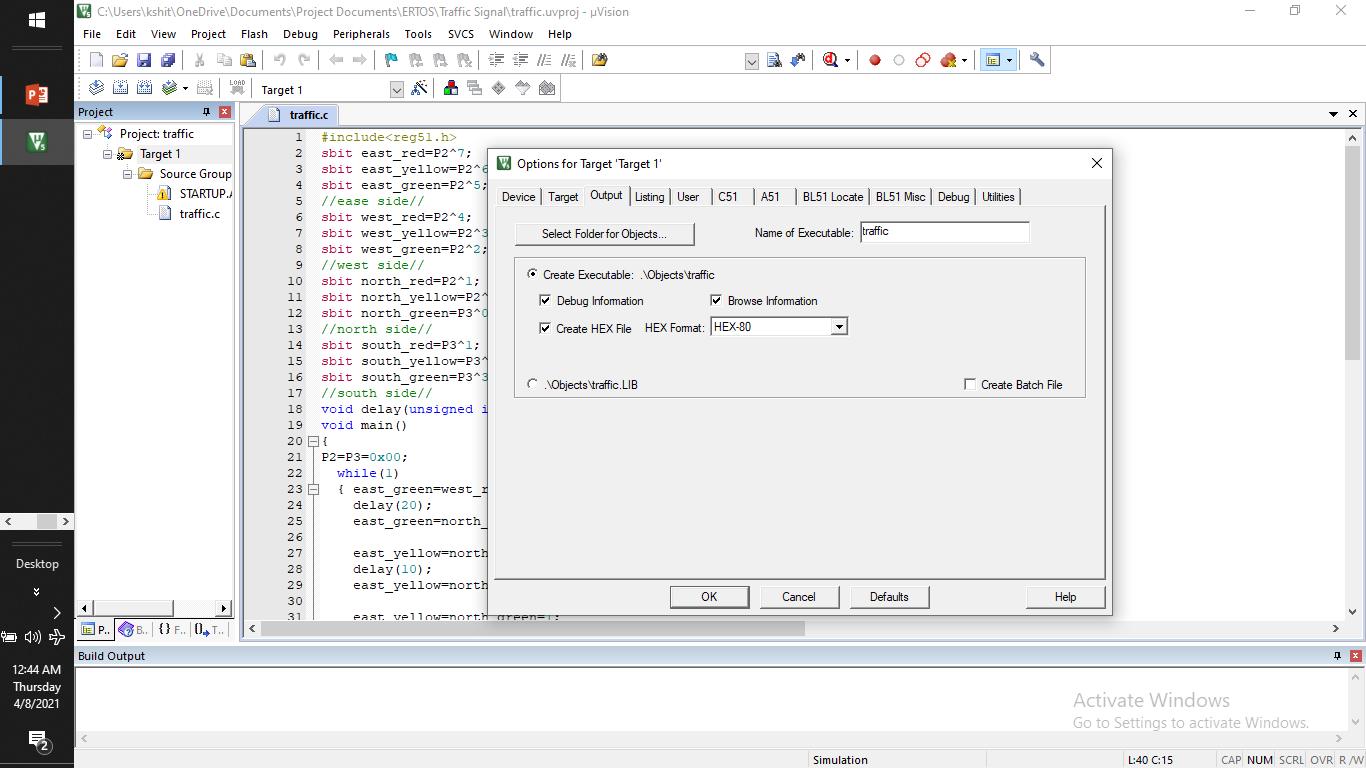 C:\Users\kshit\OneDrive\Documents\Project Documents\ERTOS\Traffic Signal\traffic.uvproj - µVision
File Edit View Project Flash Debug Peripherals Tools SVCS Window Help
LOAD Target 1
Project
Project: traffic
Target 1
Source Group
STARTUP.A
traffic.c
P.. B.. {} F.. T..
traffic.c
1 #include<reg51.h>
2 sbit east_red=P2^7;
3 sbit east_yellow=P2^6
4 sbit east_green=P2^5;
5 //ease side//
6 sbit west_red=P2^4;
7 sbit west_yellow=P2^3
8 sbit west_green=P2^2;
9 //west side//
10 sbit north_red=P2^1;
11 sbit north_yellow=P2^
12 sbit north_green=P3^0
13 //north side//
14 sbit south_red=P3^1;
15 sbit south_yellow=P3^
16 sbit south_green=P3^3
17 //south side//
18 void delay(unsigned i
19 void main()
20 {
21 P2=P3=0x00;
22 while(1)
23 { east_green=west_r
24 delay(20);
25 east_green=north_
26
27 east_yellow=north
28 delay(10);
29 east_yellow=north
30
31 east_yellow=north_green=1;
Options for Target 'Target 1'
Device Target Output Listing User C51 A51 BL51 Locate BL51 Misc Debug Utilities
Select Folder for Objects... Name of Executable: traffic
Create Executable: .\Objects\traffic
Debug Information Browse Information
Create HEX File HEX Format: HEX-80
.\Objects\traffic.LIB Create Batch File
OK Cancel Defaults Help
Build Output
Activate Windows
Go to Settings to activate Windows.
Simulation L:40 C:15 CAP NUM SCRL OVR R/W
Desktop
12:44 AM
Thursday
4/8/2021
2